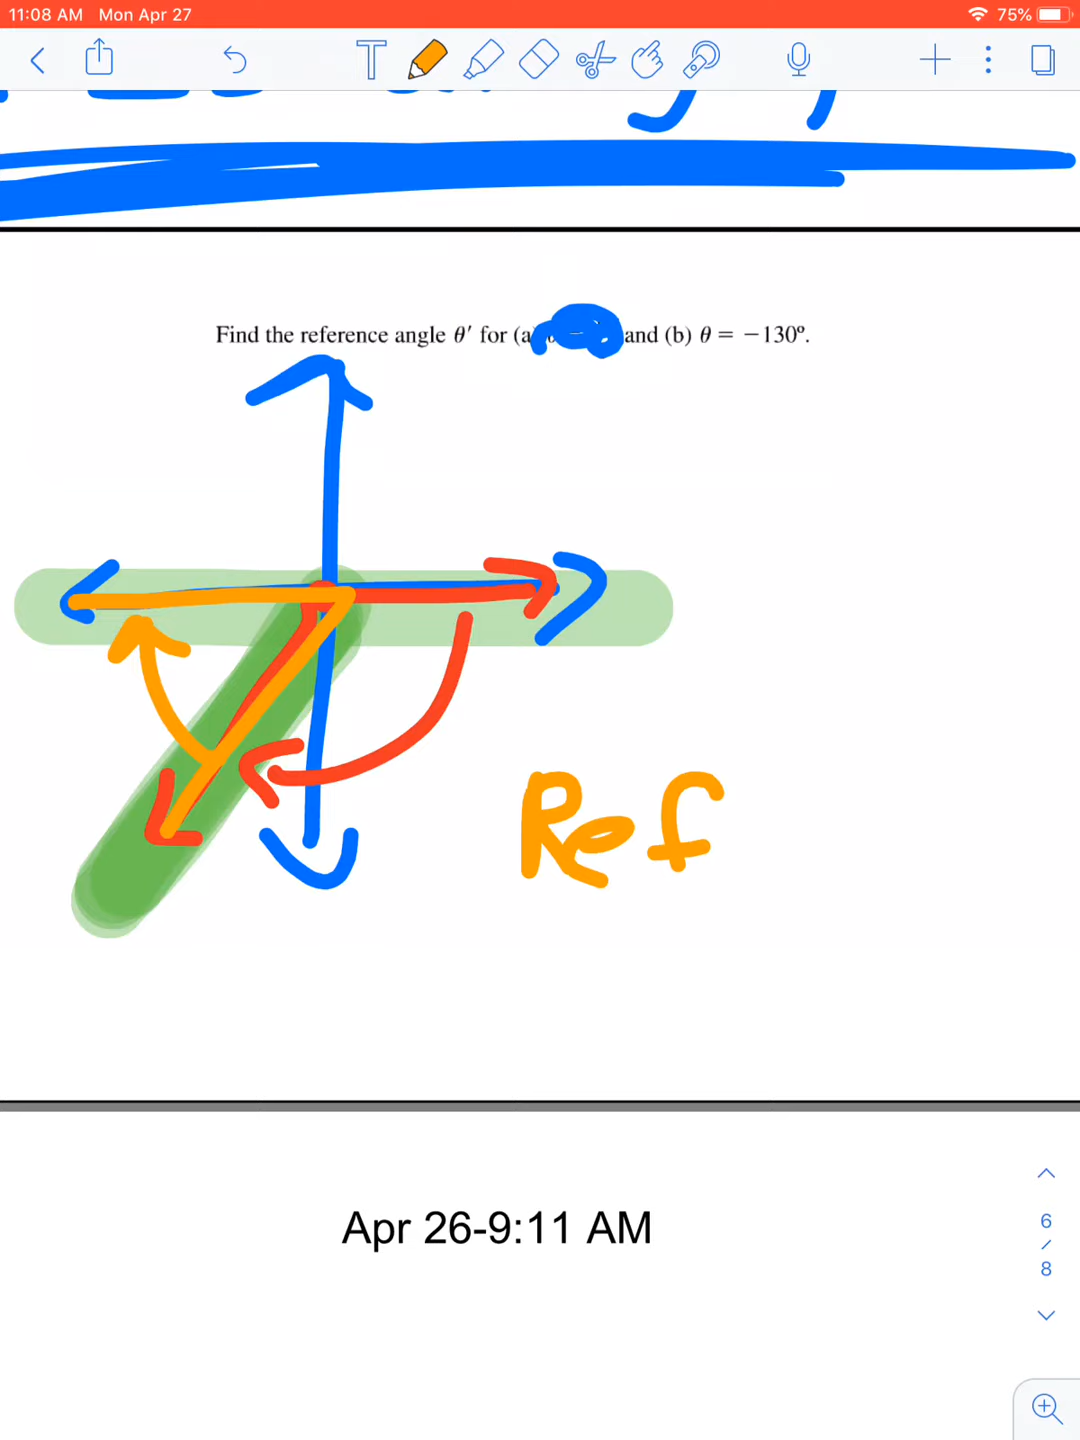 11:08 AM Mon Apr 27
75%
T
Find the reference angle θ′ for (a and (b) θ = −130º.
Ref
Apr 26-9:11 AM
6
/
8